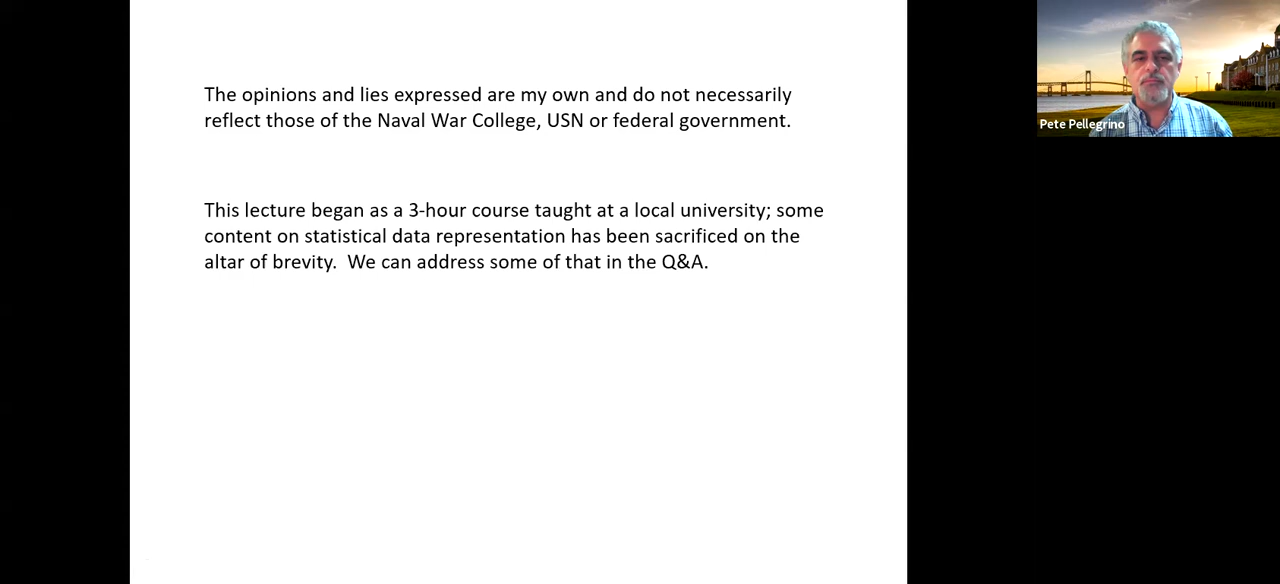 The opinions and lies expressed are my own and do not necessarily
reflect those of the Naval War College, USN or federal government.
This lecture began as a 3-hour course taught at a local university; some
content on statistical data representation has been sacrificed on the
altar of brevity.  We can address some of that in the Q&A.
Pete Pellegrino